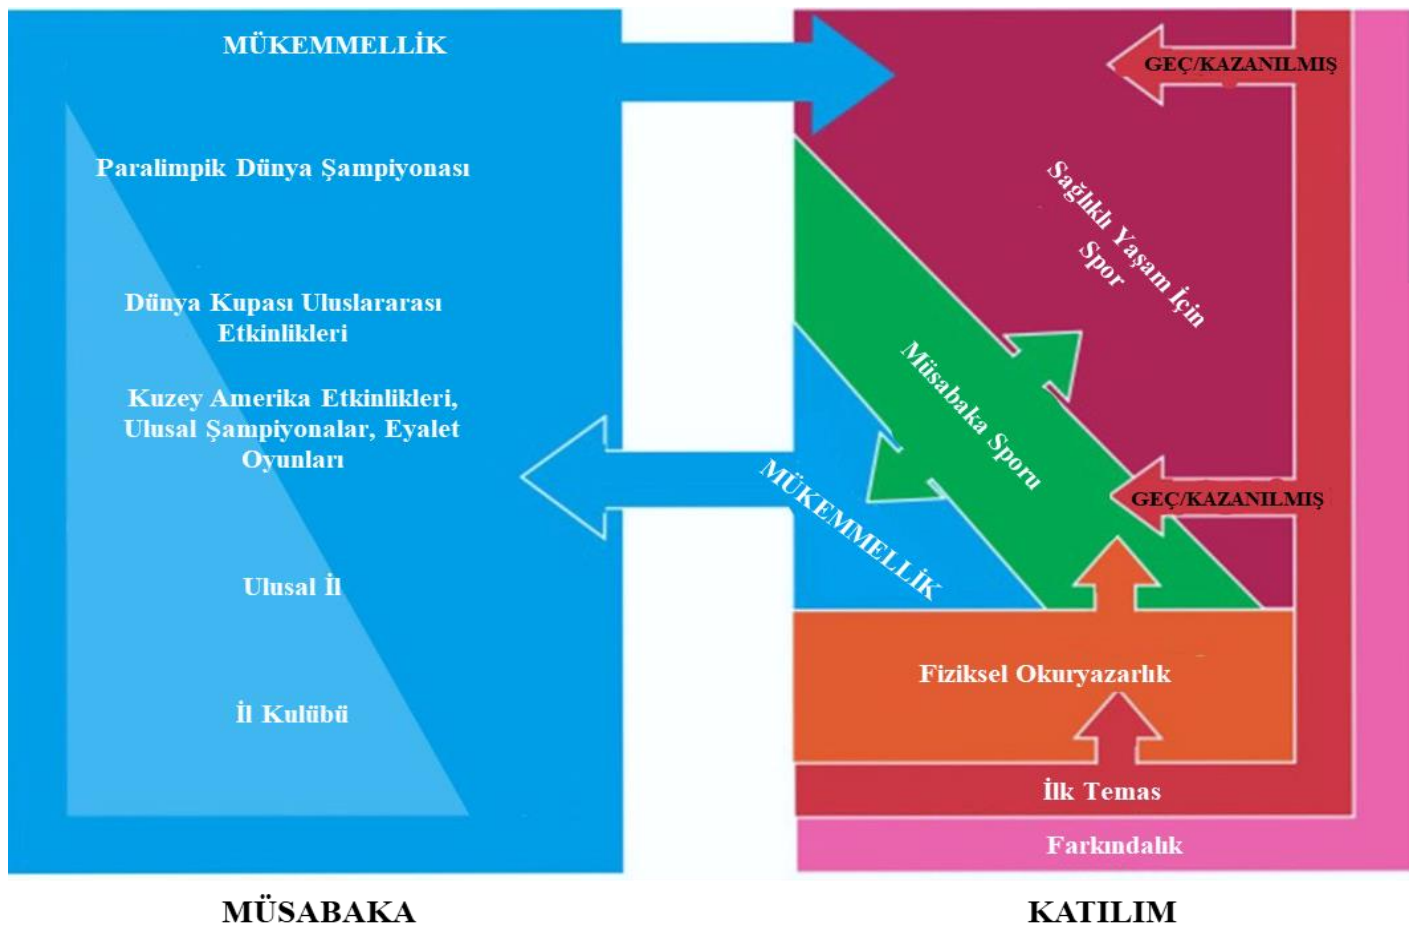 MÜKEMMELLİK
Paralimpik Dünya Şampiyonası
Dünya Kupası Uluslararası
Etkinlikleri
Kuzey Amerika Etkinlikleri,
Ulusal Şampiyonalar, Eyalet
Oyunları
Ulusal İl
İl Kulübü
MÜSABAKA
GEÇ/KAZANILMIŞ
Sağlıklı Yaşam İçin
Spor
Müsabaka Sporu
MÜKEMMELLİK
GEÇ/KAZANILMIŞ
Fiziksel Okuryazarlık
İlk Temas
Farkındalık
KATILIM